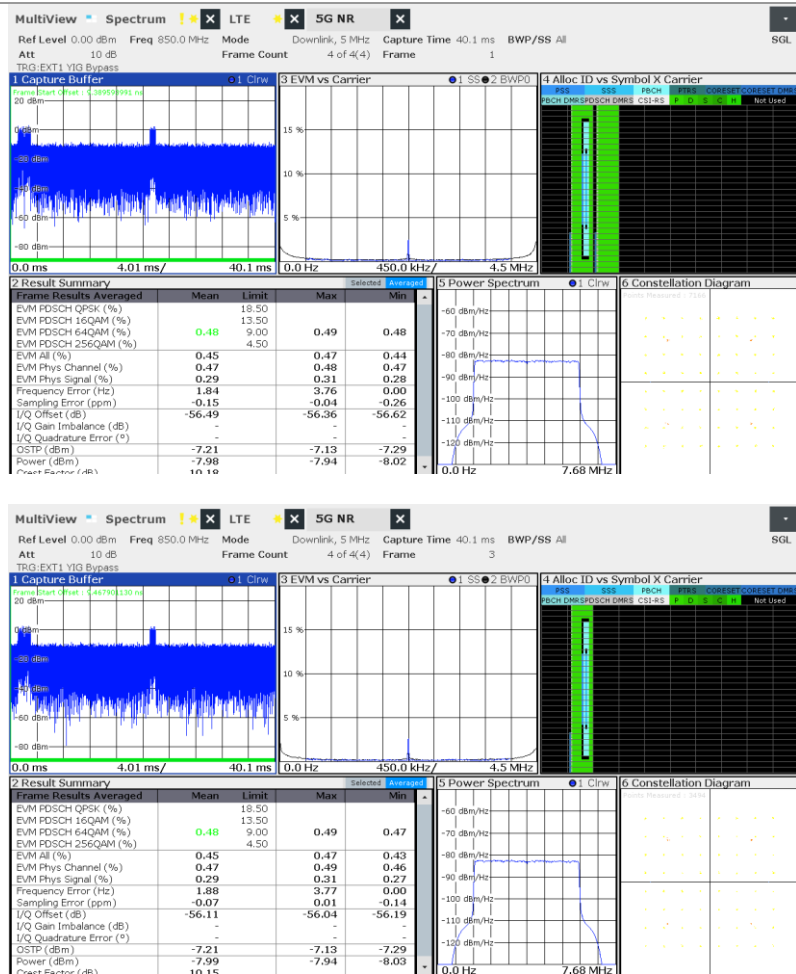 MultiView Spectrum ! LTE 5G NR
Ref Level 0.00 dBm Freq 850.0 MHz Mode Downlink, 5 MHz Capture Time 40.1 ms BWP/SS All SGL
Att 10 dB Frame Count 4 of 4(4) Frame 1
TRG:EXT1 YIG Bypass
1 Capture Buffer 1 Clrw
Frame Start Offset :
20 dBm
0.0 ms 4.01 ms/ 40.1 ms
-60 dBm
-80 dBm
3 EVM vs Carrier 1 SS 2 BWP0
15 %
10 %
5 %
0.0 Hz 450.0 kHz/ 4.5 MHz
4 Alloc ID vs Symbol X Carrier
PSS SSS PBCH PTRS CORESET CORESET DMRS
PBCH DMRS PDSCH DMRS CSI-RS P D S C H Not Used
2 Result Summary Selected Averaged
Frame Results Averaged Mean Limit Max Min
EVM PDSCH QPSK (%) 18.50
EVM PDSCH 16QAM (%) 13.50
EVM PDSCH 64QAM (%) 0.48 9.00 0.49 0.48
EVM PDSCH 256QAM (%) 4.50
EVM All (%) 0.45 0.47 0.44
EVM Phys Channel (%) 0.47 0.48 0.47
EVM Phys Signal (%) 0.29 0.31 0.28
Frequency Error (Hz) 1.84 3.76 0.00
Sampling Error (ppm) -0.15 -0.04 -0.26
I/Q Offset (dB) -56.49 -56.36 -56.62
I/Q Gain Imbalance (dB) - - -
I/Q Quadrature Error (º) - - -
OSTP (dBm) -7.21 -7.13 -7.29
Power (dBm) -7.98 -7.94 -8.02
Crest Factor (dB) 10.18
5 Power Spectrum 1 Clrw
-60 dBm/Hz
-70 dBm/Hz
-80 dBm/Hz
-90 dBm/Hz
-100 dBm/Hz
-110 dBm/Hz
-120 dBm/Hz
0.0 Hz 7.68 MHz
6 Constellation Diagram
Points Measured : 7166
MultiView Spectrum ! LTE 5G NR
Ref Level 0.00 dBm Freq 850.0 MHz Mode Downlink, 5 MHz Capture Time 40.1 ms BWP/SS All SGL
Att 10 dB Frame Count 4 of 4(4) Frame 3
TRG:EXT1 YIG Bypass
1 Capture Buffer 1 Clrw
Frame Start Offset :
20 dBm
-60 dBm
-80 dBm
0.0 ms 4.01 ms/ 40.1 ms
3 EVM vs Carrier 1 SS 2 BWP0
15 %
10 %
5 %
0.0 Hz 450.0 kHz/ 4.5 MHz
4 Alloc ID vs Symbol X Carrier
PSS SSS PBCH PTRS CORESET CORESET DMRS
PBCH DMRS PDSCH DMRS CSI-RS P D S C H Not Used
2 Result Summary Selected Averaged
Frame Results Averaged Mean Limit Max Min
EVM PDSCH QPSK (%) 18.50
EVM PDSCH 16QAM (%) 13.50
EVM PDSCH 64QAM (%) 0.48 9.00 0.49 0.47
EVM PDSCH 256QAM (%) 4.50
EVM All (%) 0.45 0.47 0.43
EVM Phys Channel (%) 0.47 0.49 0.46
EVM Phys Signal (%) 0.29 0.31 0.27
Frequency Error (Hz) 1.88 3.77 0.00
Sampling Error (ppm) -0.07 0.01 -0.14
I/Q Offset (dB) -56.11 -56.04 -56.19
I/Q Gain Imbalance (dB) - - -
I/Q Quadrature Error (º) - - -
OSTP (dBm) -7.21 -7.13 -7.29
Power (dBm) -7.99 -7.94 -8.03
Crest Factor (dB) 10.15
5 Power Spectrum 1 Clrw
-60 dBm/Hz
-70 dBm/Hz
-80 dBm/Hz
-90 dBm/Hz
-100 dBm/Hz
-110 dBm/Hz
-120 dBm/Hz
0.0 Hz 7.68 MHz
6 Constellation Diagram
Points Measured : 3494